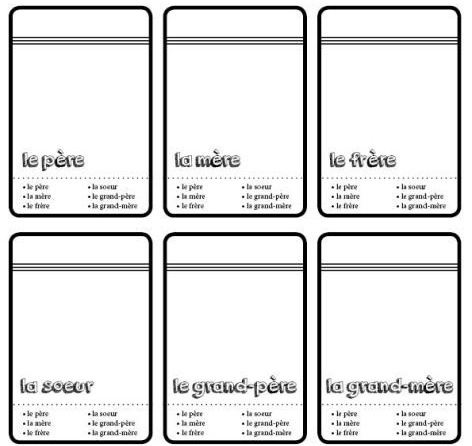 le père
• le père • la soeur
• la mère • le grand-père
• le frère • la grand-mère
la mère
• le père • la soeur
• la mère • le grand-père
• le frère • la grand-mère
le frère
• le père • la soeur
• la mère • le grand-père
• le frère • la grand-mère
la soeur
• le père • la soeur
• la mère • le grand-père
• le frère • la grand-mère
le grand-père
• le père • la soeur
• la mère • le grand-père
• le frère • la grand-mère
la grand-mère
• le père • la soeur
• la mère • le grand-père
• le frère • la grand-mère